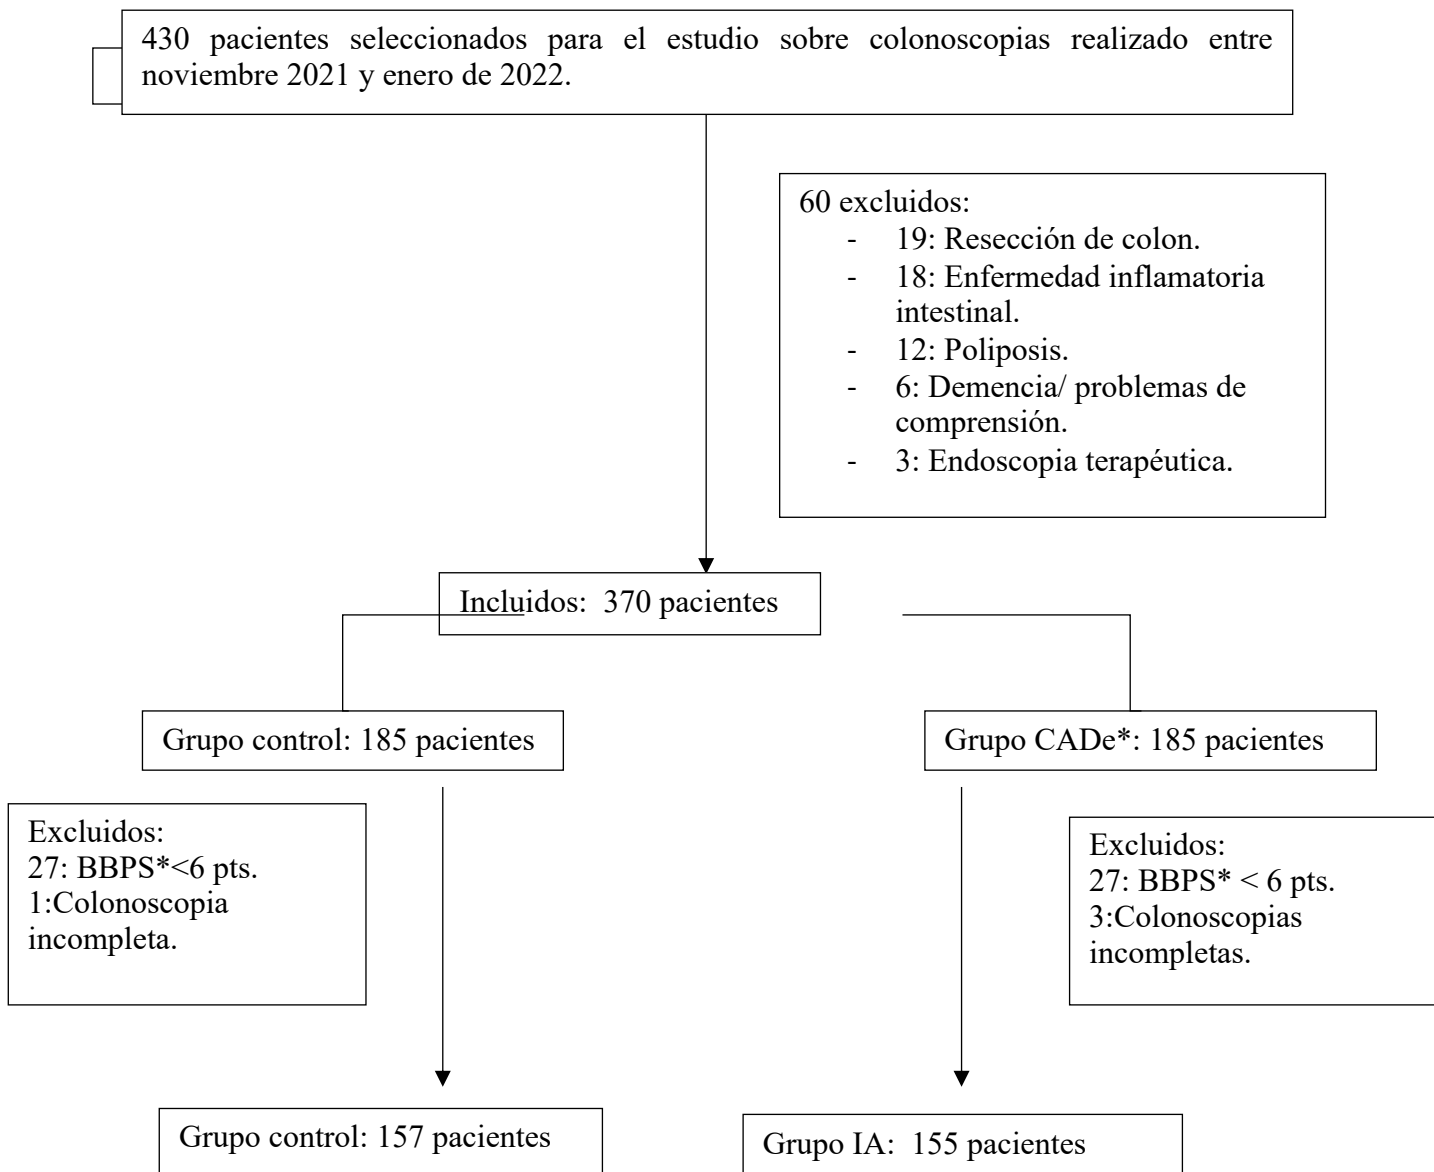 430 pacientes seleccionados para el estudio sobre colonoscopias realizado entre
noviembre 2021 y enero de 2022.
60 excluidos:
- 19: Resección de colon.
- 18: Enfermedad inflamatoria
intestinal.
- 12: Poliposis.
- 6: Demencia/ problemas de
comprensión.
- 3: Endoscopia terapéutica.
Incluidos: 370 pacientes
Grupo control: 185 pacientes
Grupo CADe*: 185 pacientes
Excluidos:
27: BBPS*<6 pts.
1:Colonoscopia
incompleta.
Excluidos:
27: BBPS* < 6 pts.
3:Colonoscopias
incompletas.
Grupo control: 157 pacientes
Grupo IA: 155 pacientes